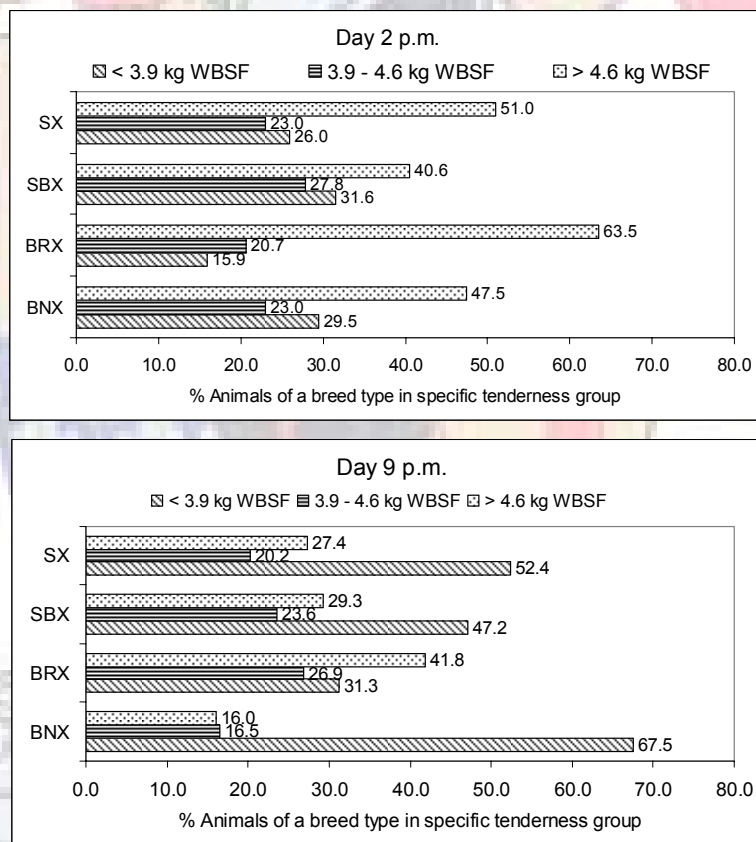 Day 2 p.m.
< 3.9 kg WBSF 3.9 - 4.6 kg WBSF > 4.6 kg WBSF
SX
51.0
23.0
26.0
SBX
40.6
27.8
31.6
BRX
63.5
20.7
15.9
BNX
47.5
23.0
29.5
0.0 10.0 20.0 30.0 40.0 50.0 60.0 70.0 80.0
% Animals of a breed type in specific tenderness group
Day 9 p.m.
< 3.9 kg WBSF 3.9 - 4.6 kg WBSF > 4.6 kg WBSF
SX
27.4
20.2
52.4
SBX
29.3
23.6
47.2
BRX
41.8
26.9
31.3
BNX
16.0
16.5
67.5
0.0 10.0 20.0 30.0 40.0 50.0 60.0 70.0 80.0
% Animals of a breed type in specific tenderness group